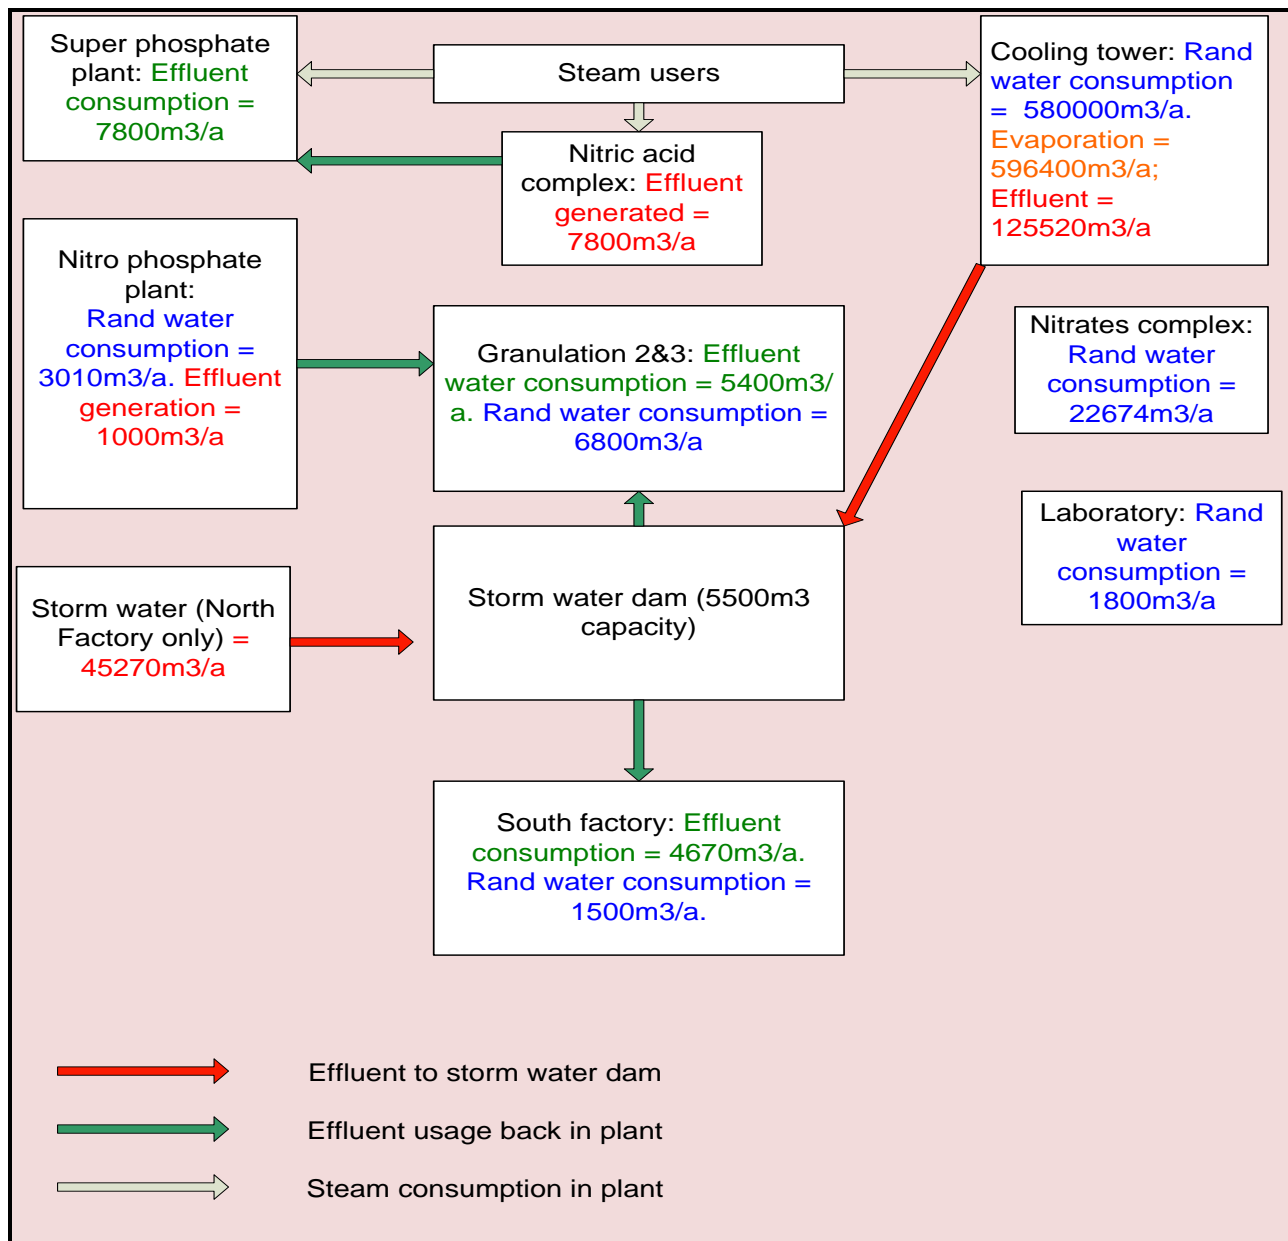 Super phosphate
plant: Effluent
consumption =
7800m3/a
Steam users
Cooling tower: Rand
water consumption
= 580000m3/a.
Evaporation =
596400m3/a;
Effluent =
125520m3/a
Nitric acid
complex: Effluent
generated =
7800m3/a
Nitro phosphate
plant:
Rand water
consumption =
3010m3/a. Effluent
generation =
1000m3/a
Granulation 2&3: Effluent
water consumption = 5400m3/
a. Rand water consumption =
6800m3/a
Nitrates complex:
Rand water
consumption =
22674m3/a
Laboratory: Rand
water
consumption =
1800m3/a
Storm water (North
Factory only) =
45270m3/a
Storm water dam (5500m3
capacity)
South factory: Effluent
consumption = 4670m3/a.
Rand water consumption =
1500m3/a.
Effluent to storm water dam
Effluent usage back in plant
Steam consumption in plant